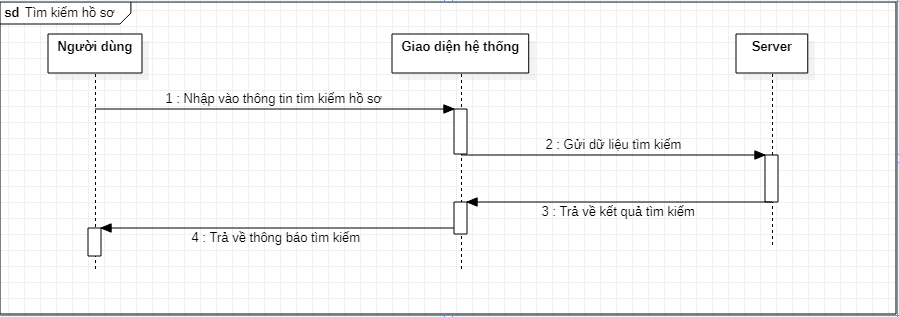 sd Tìm kiếm hồ sơ
Người dùng
Giao diện hệ thống
Server
1 : Nhập vào thông tin tìm kiếm hồ sơ
2 : Gửi dữ liệu tìm kiếm
3 : Trả về kết quả tìm kiếm
4 : Trả về thông báo tìm kiếm